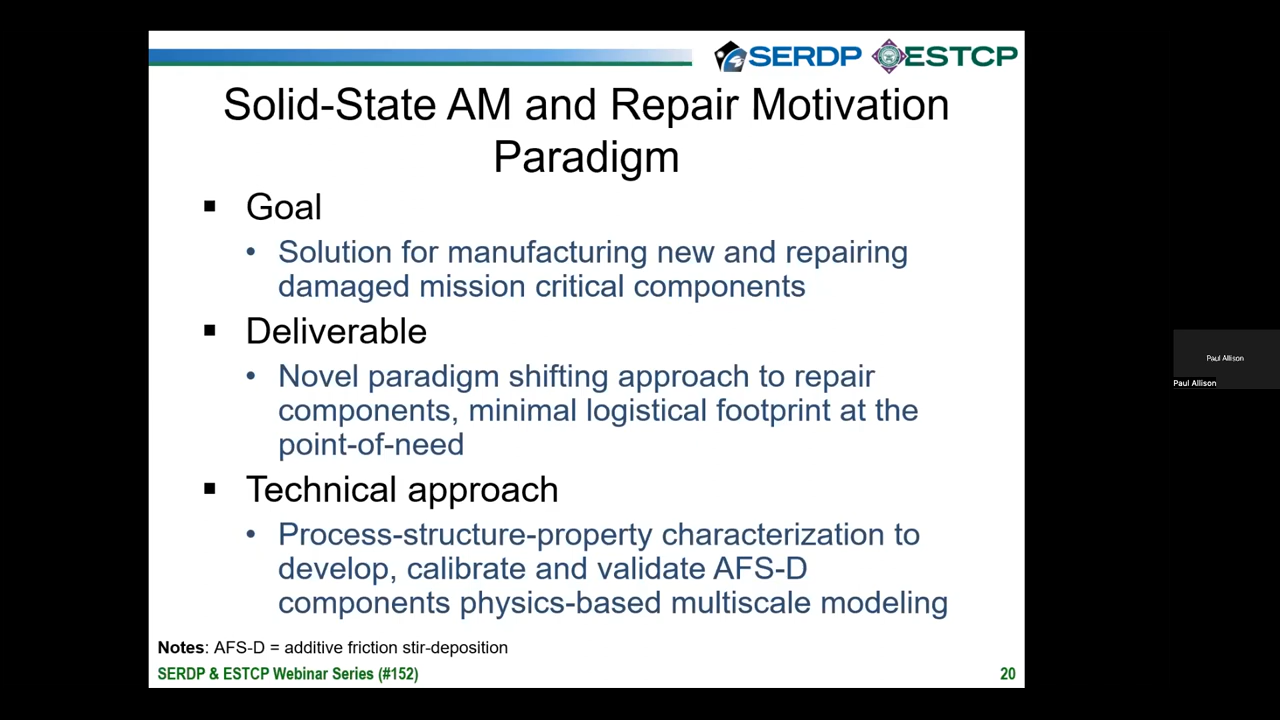 SERDP ESTCP
Solid-State AM and Repair Motivation
Paradigm
▪ Goal
• Solution for manufacturing new and repairing
damaged mission critical components
▪ Deliverable
• Novel paradigm shifting approach to repair
components, minimal logistical footprint at the
point-of-need
▪ Technical approach
• Process-structure-property characterization to
develop, calibrate and validate AFS-D
components physics-based multiscale modeling
Notes: AFS-D = additive friction stir-deposition
SERDP & ESTCP Webinar Series (#152)
20
Paul Allison
Paul Allison